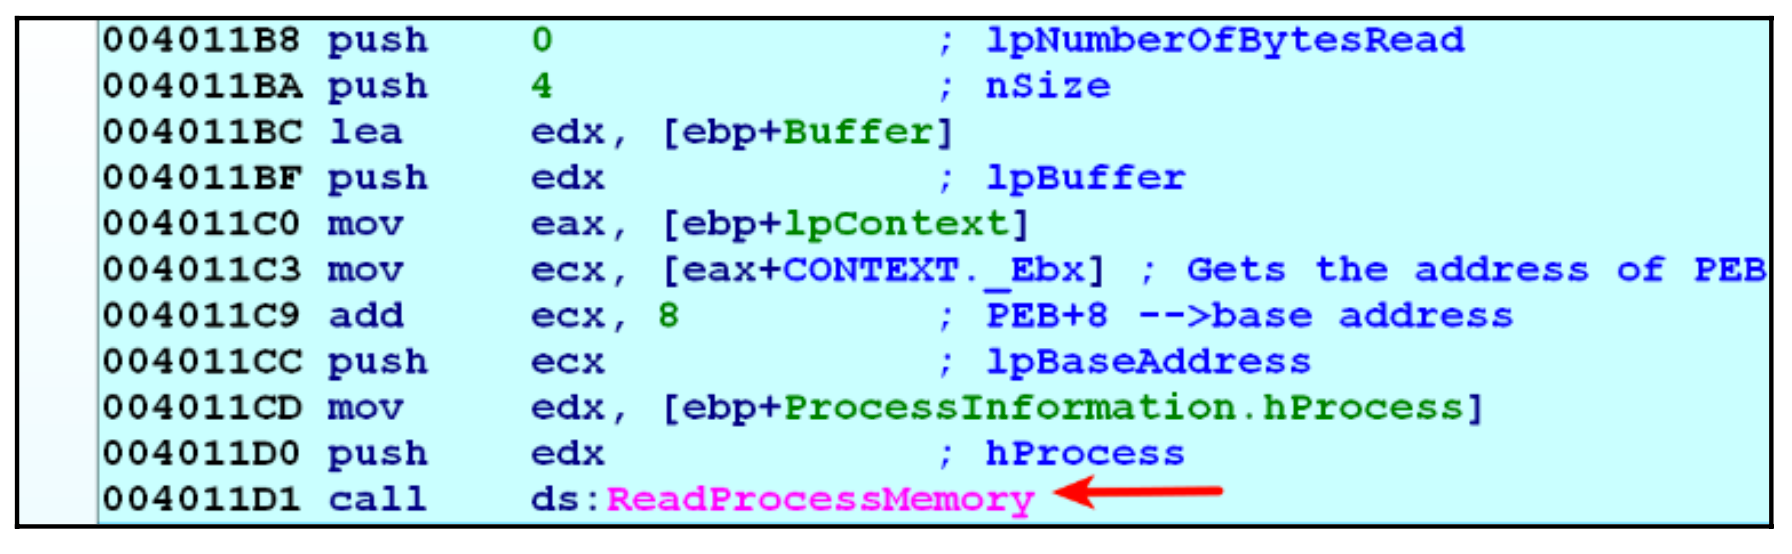 004011B8 push 0 ; lpNumberOfBytesRead
004011BA push 4 ; nSize
004011BC lea edx, [ebp+Buffer]
004011BF push edx ; lpBuffer
004011C0 mov eax, [ebp+lpContext]
004011C3 mov ecx, [eax+CONTEXT._Ebx] ; Gets the address of PEB
004011C9 add ecx, 8 ; PEB+8 -->base address
004011CC push ecx ; lpBaseAddress
004011CD mov edx, [ebp+ProcessInformation.hProcess]
004011D0 push edx ; hProcess
004011D1 call ds:ReadProcessMemory